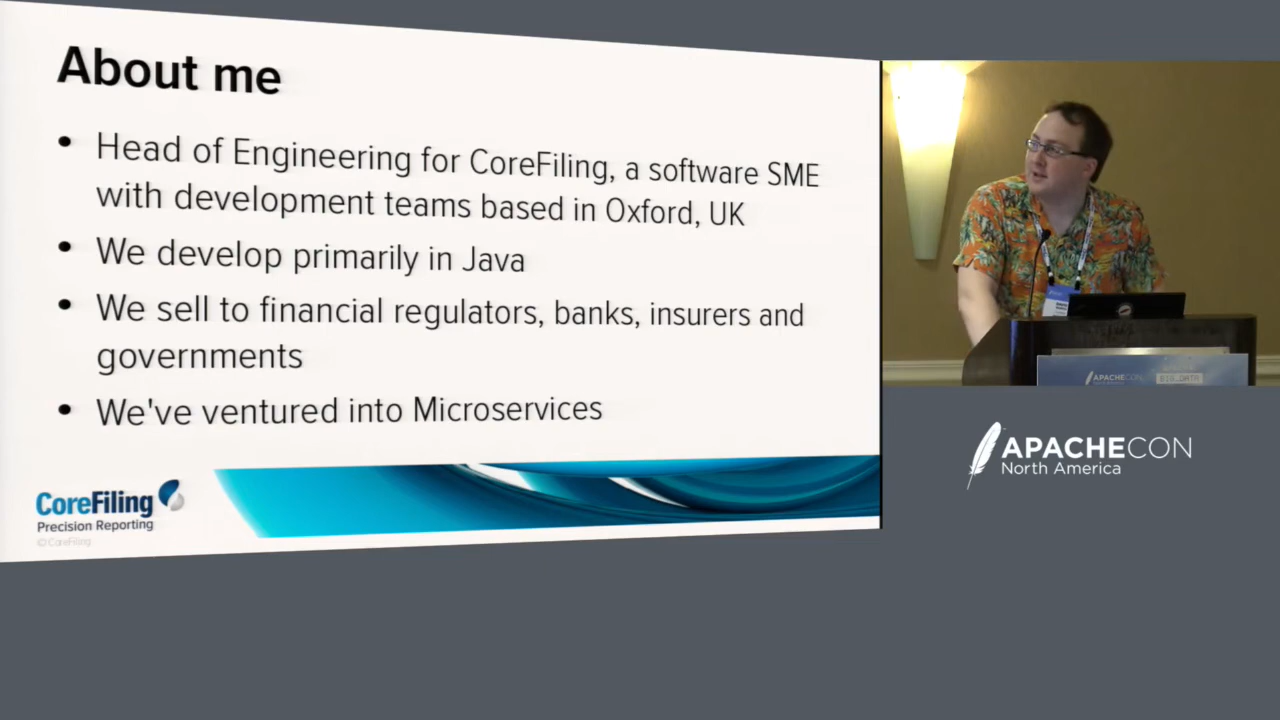 About me
• Head of Engineering for CoreFiling, a software SME
with development teams based in Oxford, UK
• We develop primarily in Java
• We sell to financial regulators, banks, insurers and
governments
• We've ventured into Microservices
CoreFiling
Precision Reporting
© CoreFiling
APACHECON
BIG_DATA
APACHECON
North America